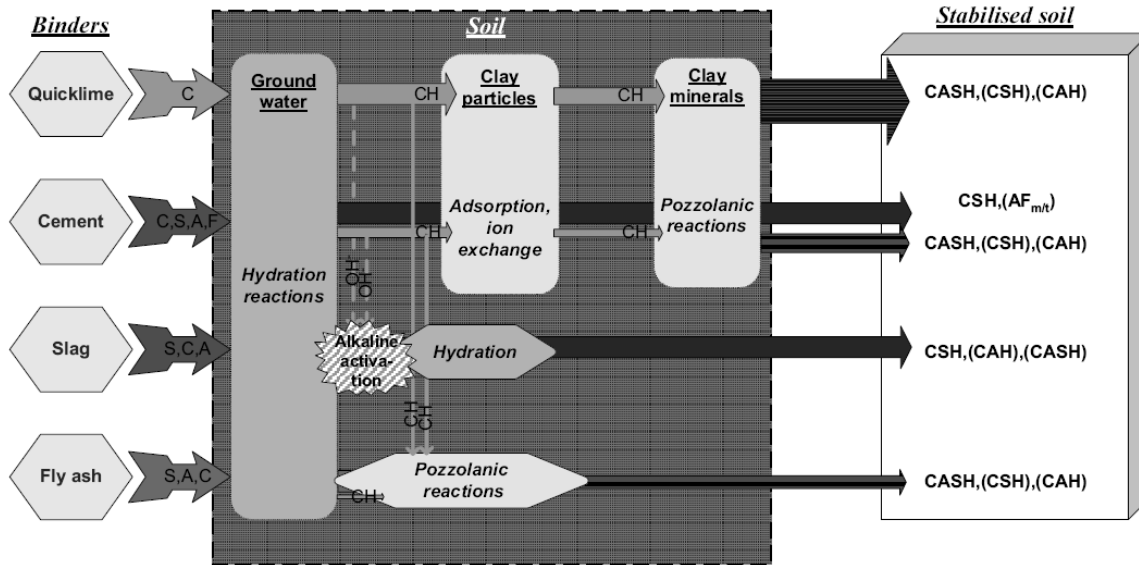 Binders
Soil
Stabilised soil
Quicklime
C
Ground
water
CH
Clay
particles
CH
Clay
minerals
CASH,(CSH),(CAH)
Cement
C,S,A,F
Hydration
reactions
CH
Adsorption,
ion
exchange
CH
Pozzolanic
reactions
CSH,(AFm/t)
CASH,(CSH),(CAH)
OH-
OH-
Slag
S,C,A
Alkaline
activa-
tion
Hydration
CSH,(CAH),(CASH)
CH
CH
Fly ash
S,A,C
CH
Pozzolanic
reactions
CASH,(CSH),(CAH)